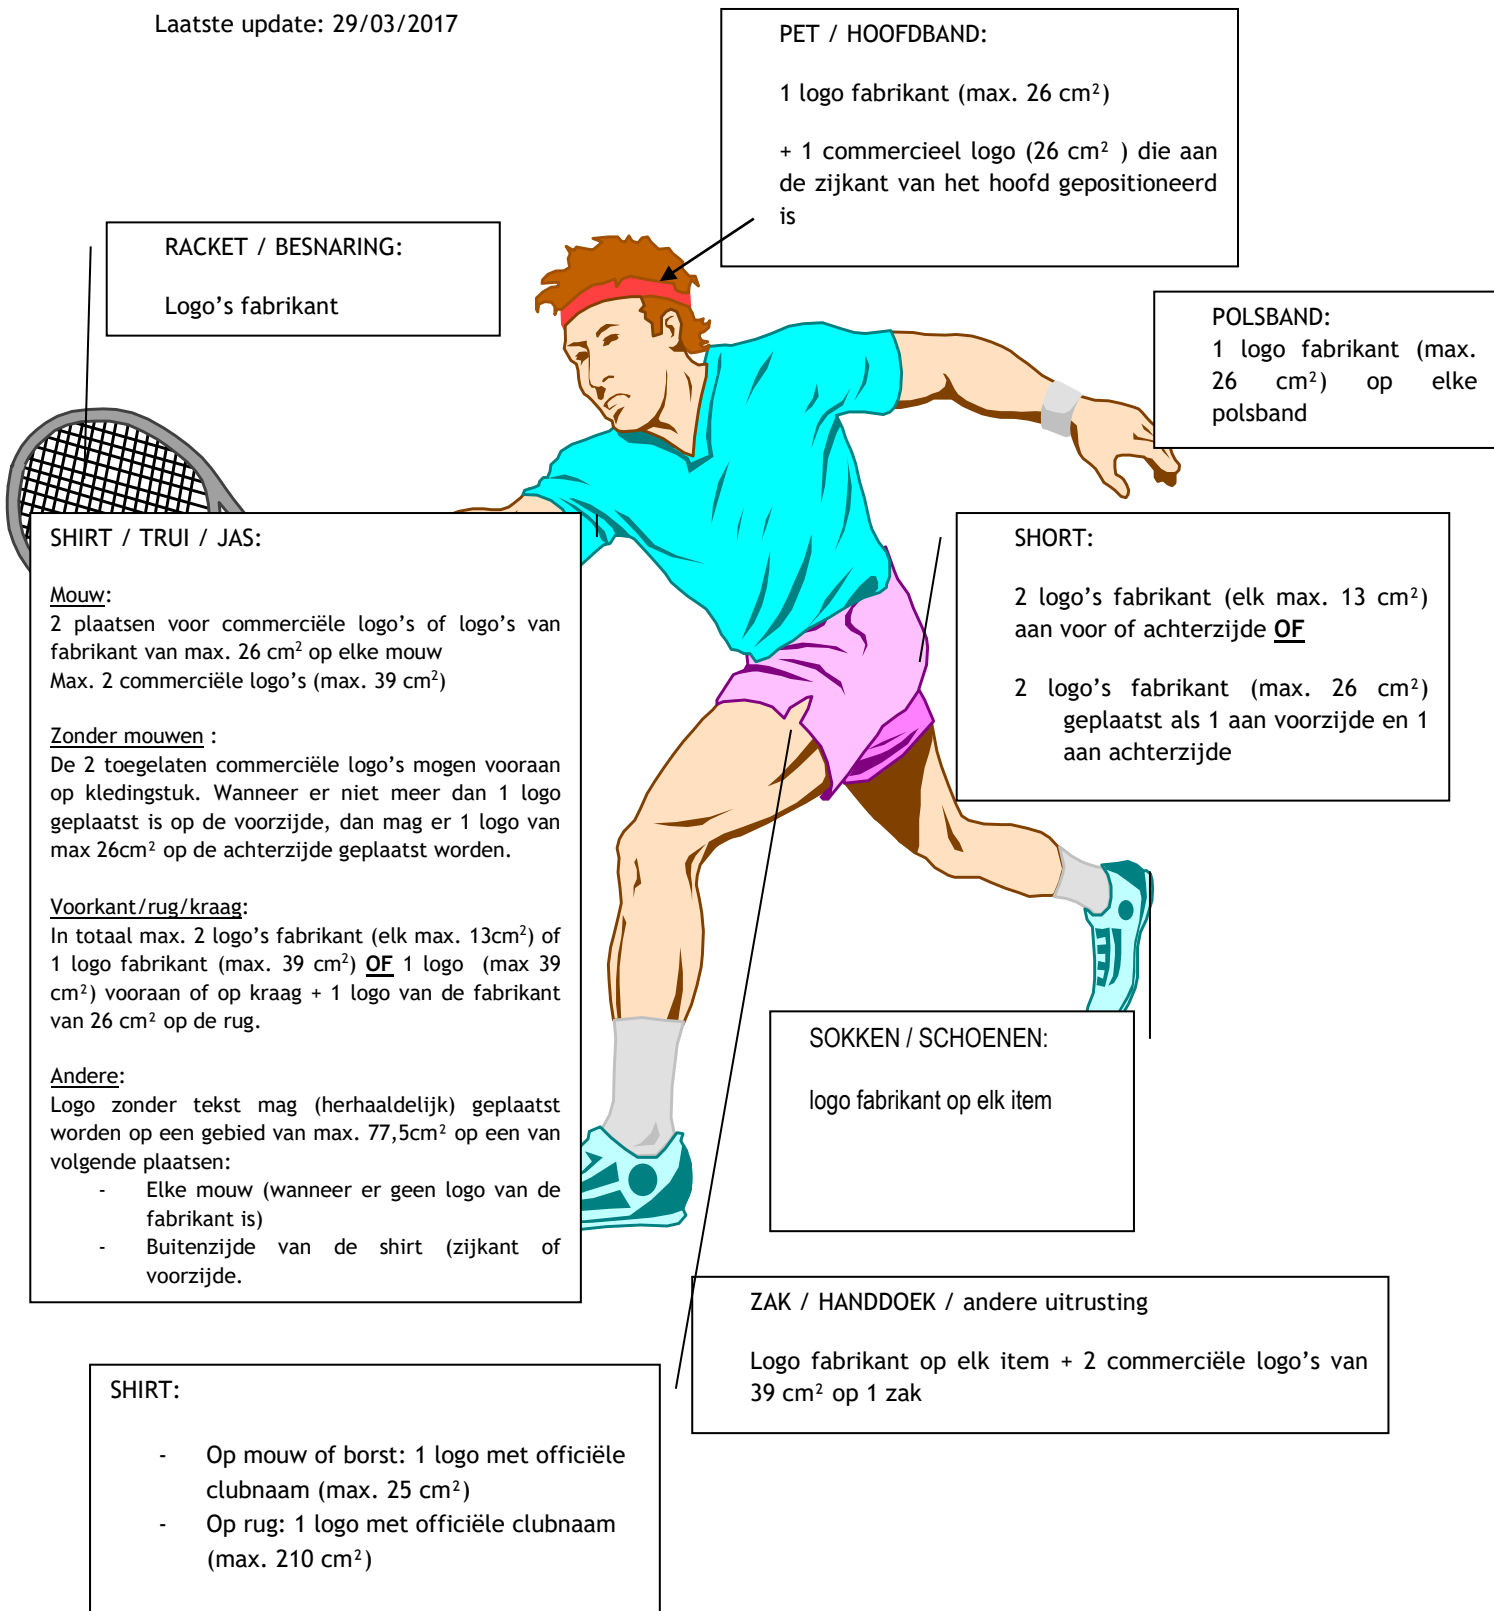 Laatste update: 29/03/2017
PET / HOOFDBAND:
1 logo fabrikant (max. 26 cm²)
+ 1 commercieel logo (26 cm² ) die aan
de zijkant van het hoofd gepositioneerd
is
RACKET / BESNARING:
Logo’s fabrikant
POLSBAND:
1 logo fabrikant (max.
26 cm²) op elke
polsband
SHIRT / TRUI / JAS:
Mouw:
2 plaatsen voor commerciële logo’s of logo’s van
fabrikant van max. 26 cm² op elke mouw
Max. 2 commerciële logo’s (max. 39 cm²)
Zonder mouwen :
De 2 toegelaten commerciële logo’s mogen vooraan
op kledingstuk. Wanneer er niet meer dan 1 logo
geplaatst is op de voorzijde, dan mag er 1 logo van
max 26cm² op de achterzijde geplaatst worden.
Voorkant/rug/kraag:
In totaal max. 2 logo’s fabrikant (elk max. 13cm²) of
1 logo fabrikant (max. 39 cm²) OF 1 logo (max 39
cm²) vooraan of op kraag + 1 logo van de fabrikant
van 26 cm² op de rug.
Andere:
Logo zonder tekst mag (herhaaldelijk) geplaatst
worden op een gebied van max. 77,5cm² op een van
volgende plaatsen:
- Elke mouw (wanneer er geen logo van de
fabrikant is)
- Buitenzijde van de shirt (zijkant of
voorzijde.
SHORT:
2 logo’s fabrikant (elk max. 13 cm²)
aan voor of achterzijde OF
2 logo’s fabrikant (max. 26 cm²)
geplaatst als 1 aan voorzijde en 1
aan achterzijde
SOKKEN / SCHOENEN:
logo fabrikant op elk item
ZAK / HANDDOEK / andere uitrusting
Logo fabrikant op elk item + 2 commerciële logo’s van
39 cm² op 1 zak
SHIRT:
- Op mouw of borst: 1 logo met officiële
clubnaam (max. 25 cm²)
- Op rug: 1 logo met officiële clubnaam
(max. 210 cm²)